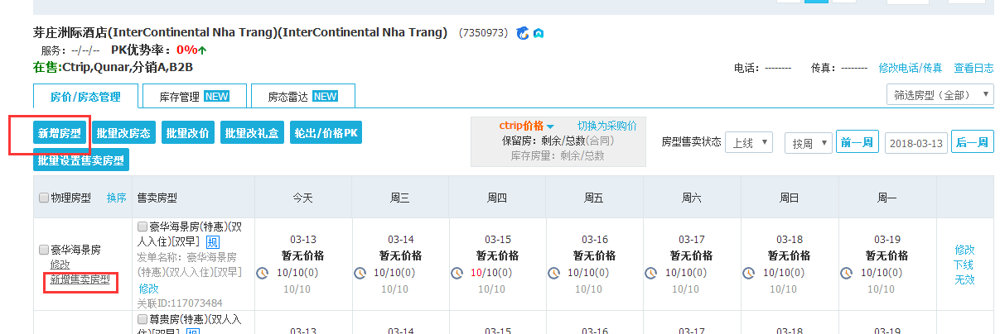 芽庄洲际酒店(InterContinental Nha Trang)(InterContinental Nha Trang) (7350973)
服务：--/--/-- PK优势率：0%
在售:Ctrip,Qunar,分销A,B2B
电话：-------- 传真：-------- 修改电话/传真 查看日志
房价/房态管理 库存管理 NEW 房态雷达 NEW 筛选房型（全部）
新增房型 批量改房态 批量改价 批量改礼盒 轮出/价格PK
批量设置售卖房型
ctrip价格 切换为采购价
保留房：剩余/总数(合同)
库存房量：剩余/总数
房型售卖状态 上线 按周 前一周 2018-03-13 后一周
物理房型 换序 售卖房型 今天 周三 周四 周五 周六 周日 周一
豪华海景房
修改
新增售卖房型
豪华海景房(特惠)(双
人入住)[双早] 规
发单名称：豪华海景房
(特惠)(双人入住)[双早]
修改
关联ID:117073484
03-13 03-14 03-15 03-16 03-17 03-18 03-19
暂无价格 暂无价格 暂无价格 暂无价格 暂无价格 暂无价格 暂无价格
10/10(0) 10/10(0) 10/10(0) 10/10(0) 10/10(0) 10/10(0) 10/10(0)
10/10 10/10 10/10 10/10 10/10 10/10 10/10
修改
下线
无效
尊贵房(特惠)(双人入
住)[双早] 规
03-13 03-14 03-15 03-16 03-17 03-18 03-19